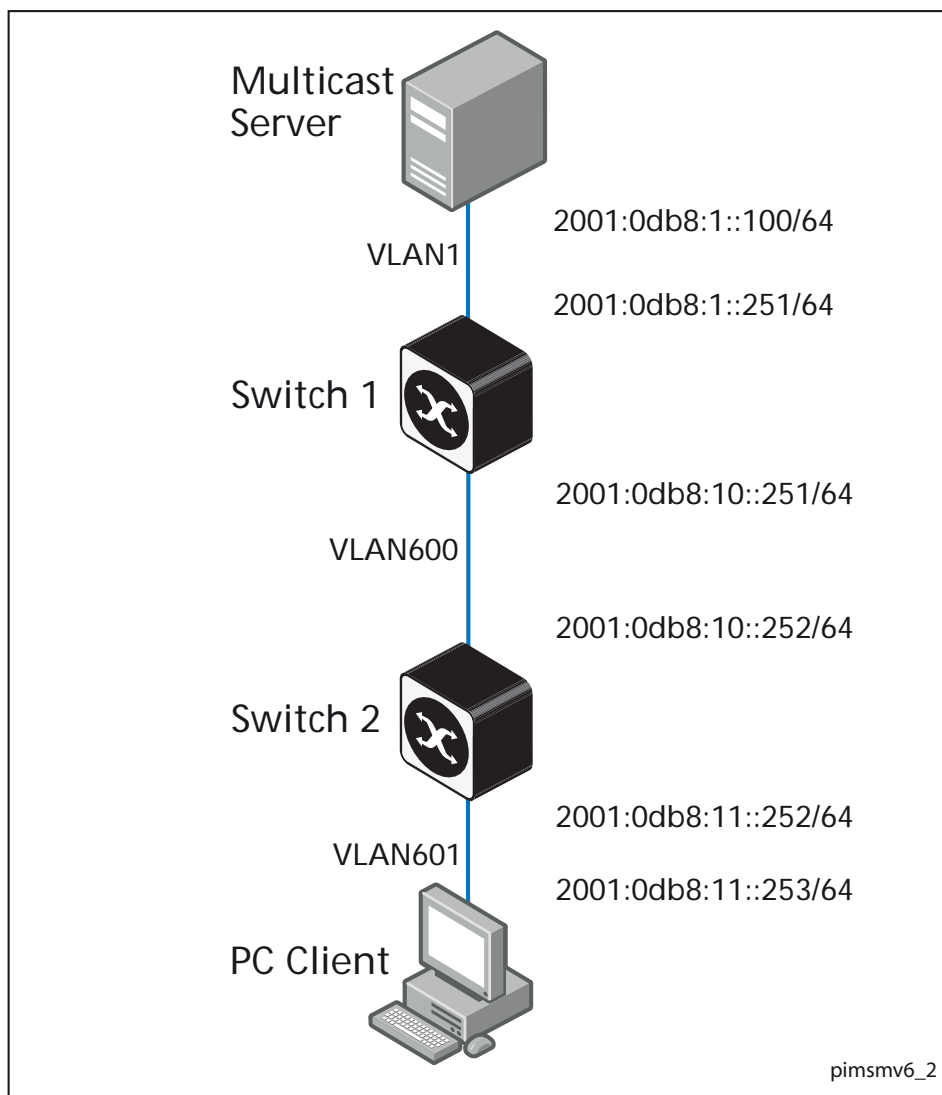 Multicast
Server
2001:0db8:1::100/64
VLAN1
2001:0db8:1::251/64
Switch 1
2001:0db8:10::251/64
VLAN600
2001:0db8:10::252/64
Switch 2
2001:0db8:11::252/64
VLAN601
2001:0db8:11::253/64
PC Client
pimsmv6_2